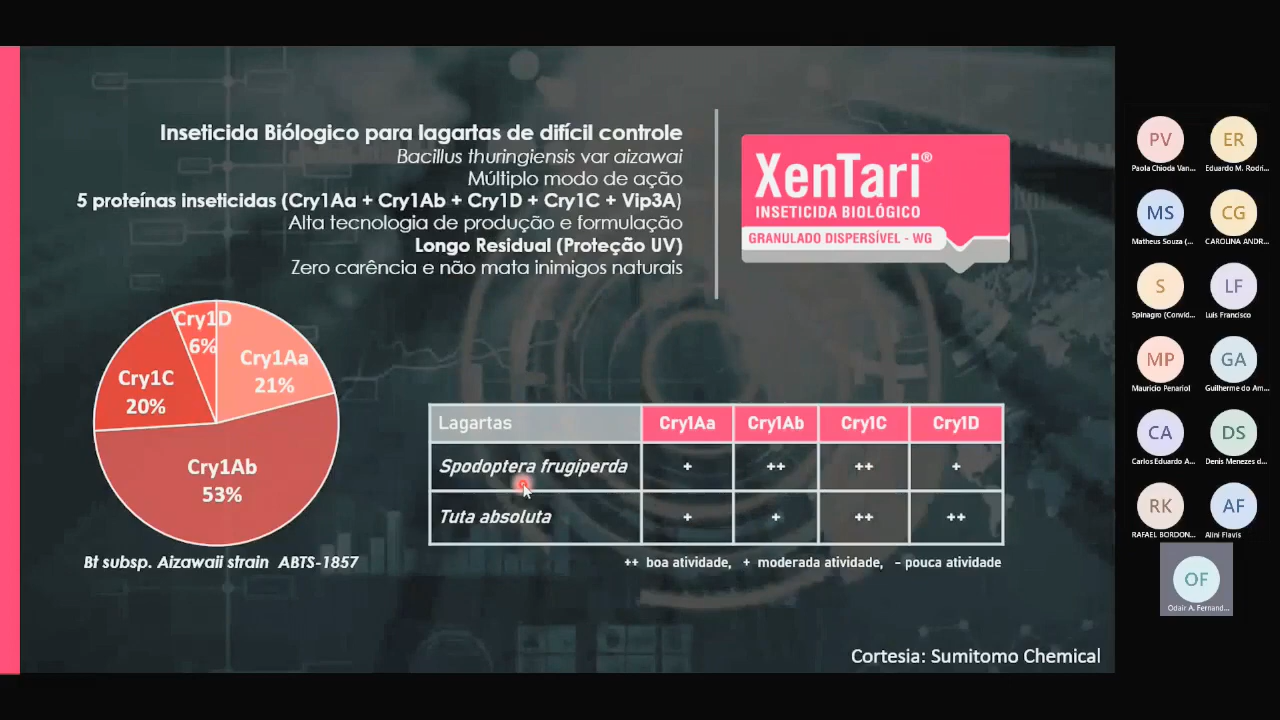 Inseticida Biólogico para lagartas de difícil controle
Bacillus thuringiensis var aizawai
Múltiplo modo de ação
5 proteínas inseticidas (Cry1Aa + Cry1Ab + Cry1D + Cry1C + Vip3A)
Alta tecnologia de produção e formulação
Longo Residual (Proteção UV)
Zero carência e não mata inimigos naturais
XenTari®
INSETICIDA BIOLÓGICO
GRANULADO DISPERSÍVEL - WG
Cry1D
6%
Cry1Aa
21%
Cry1C
20%
Cry1Ab
53%
Bt subsp. Aizawaii strain ABTS-1857
Lagartas Cry1Aa Cry1Ab Cry1C Cry1D
Spodoptera frugiperda + ++ ++ +
Tuta absoluta + + ++ ++
++ boa atividade, + moderada atividade, - pouca atividade
Cortesia: Sumitomo Chemical
PV ER
Paola Chioda Van... Eduardo M. Rodri...
MS CG
Matheus Souza (... CAROLINA ANDR...
S LF
Spinagro (Convid... Luis Francisco
MP GA
Mauricio Penariol Guilherme do Am...
CA DS
Carlos Eduardo A... Denis Menezes d...
RK AF
RAFAEL BORDON... Alini Flavis
OF
Odair A. Fernand...